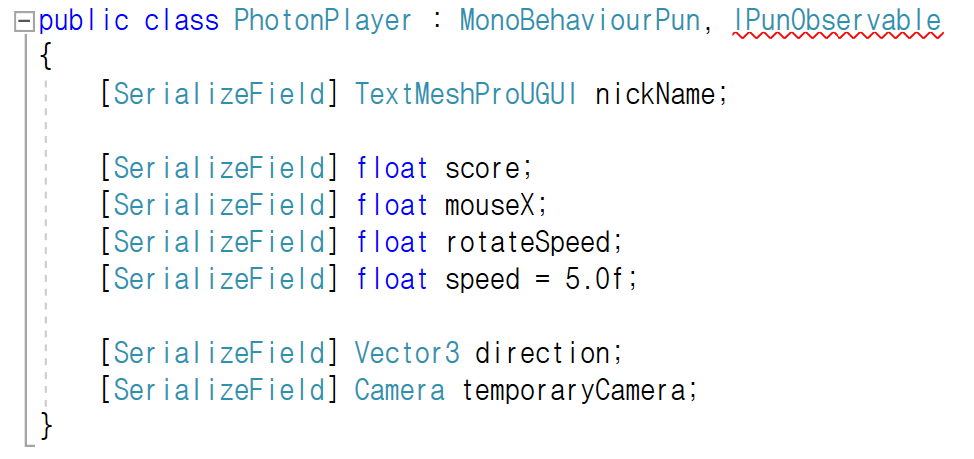 public class PhotonPlayer : MonoBehaviourPun, IPunObservable
{
[SerializeField] TextMeshProUGUI nickName;
[SerializeField] float score;
[SerializeField] float mouseX;
[SerializeField] float rotateSpeed;
[SerializeField] float speed = 5.0f;
[SerializeField] Vector3 direction;
[SerializeField] Camera temporaryCamera;
}